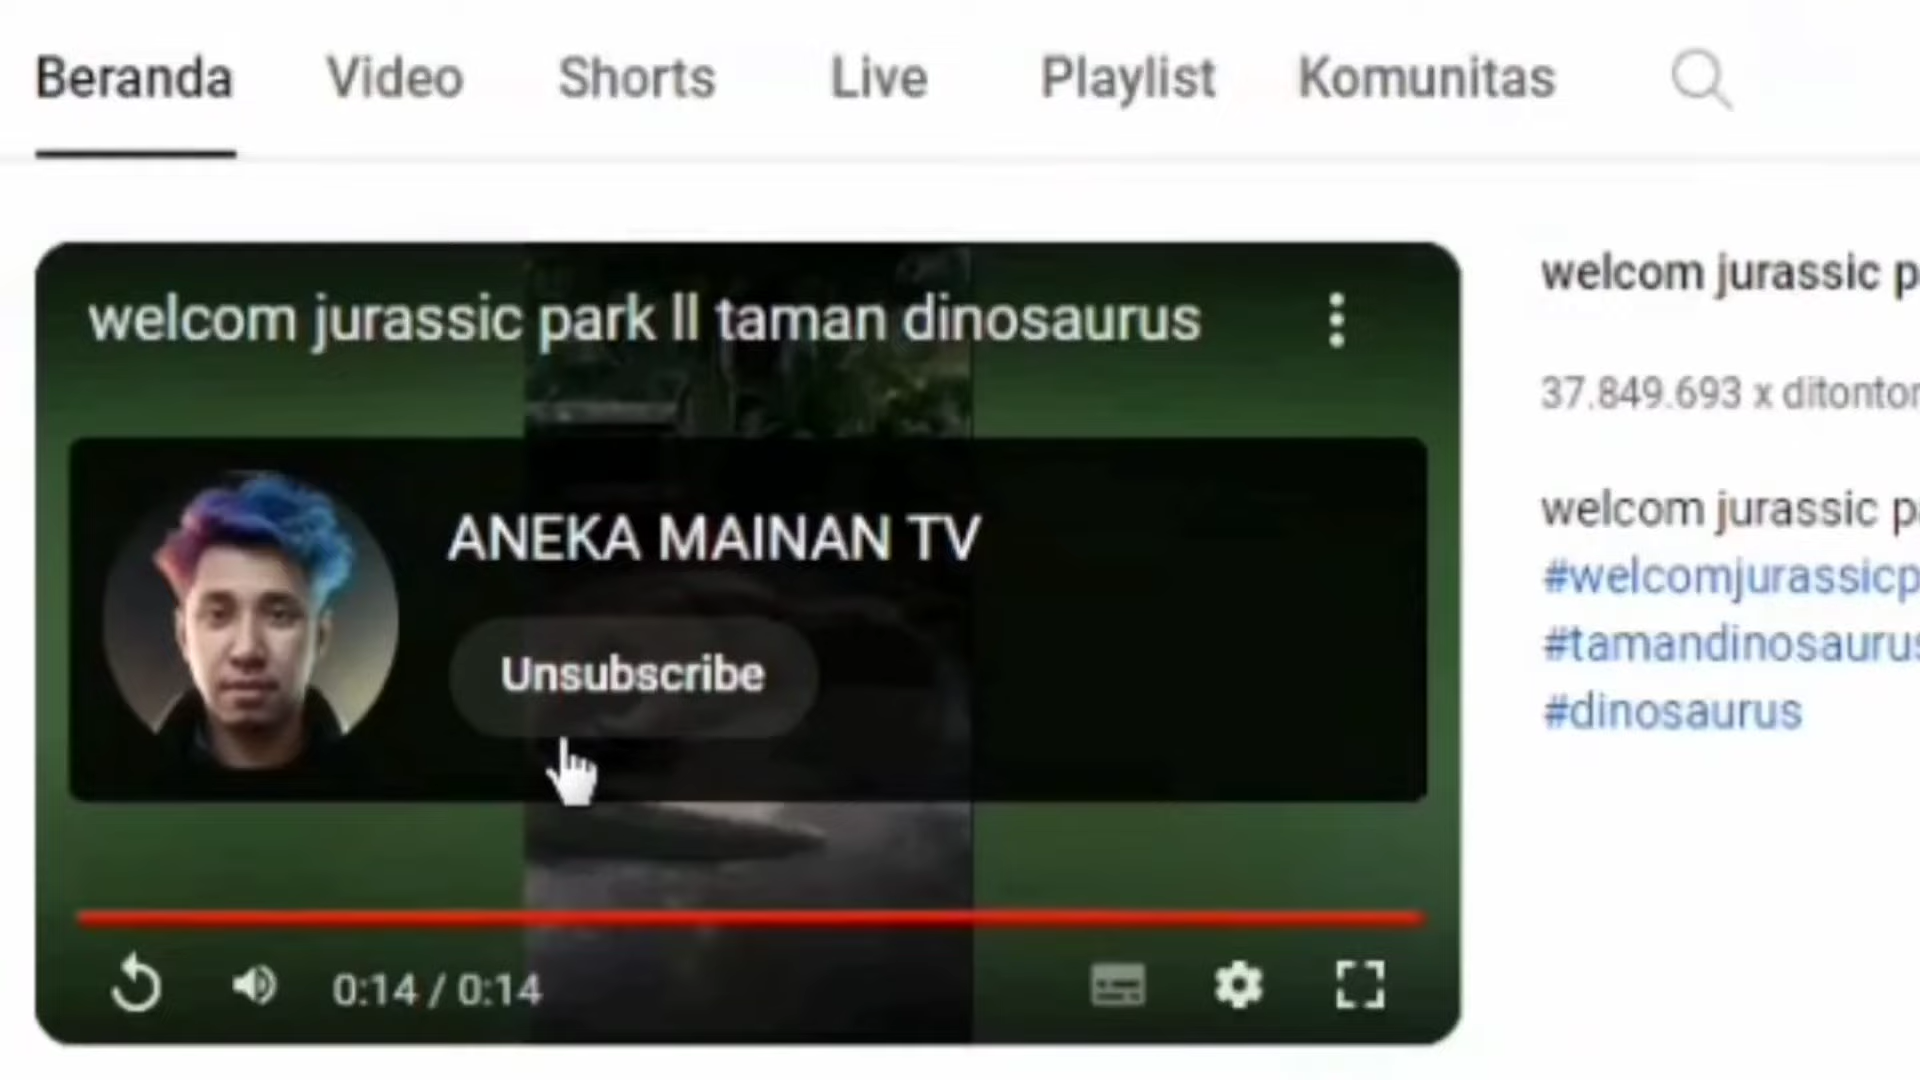 Beranda Video Shorts Live Playlist Komunitas
welcom jurassic park ll taman dinosaurus
ANEKA MAINAN TV
Unsubscribe
0:14 / 0:14
welcom jurassic p
37.849.693 x ditonton
welcom jurassic pa
#welcomjurassicp
#tamandinosaurus
#dinosaurus